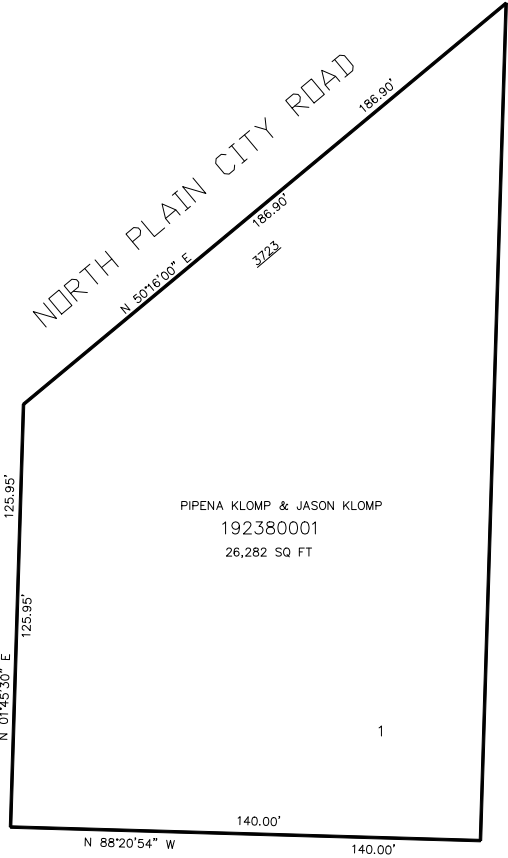 NORTH PLAIN CITY ROAD
186.90'
186.90'
3723
N 50°16'00" E
125.95'
PIPENA KLOMP & JASON KLOMP
192380001
26,282 SQ FT
125.95'
N 01°45'30" E
1
140.00'
N 88°20'54" W
140.00'